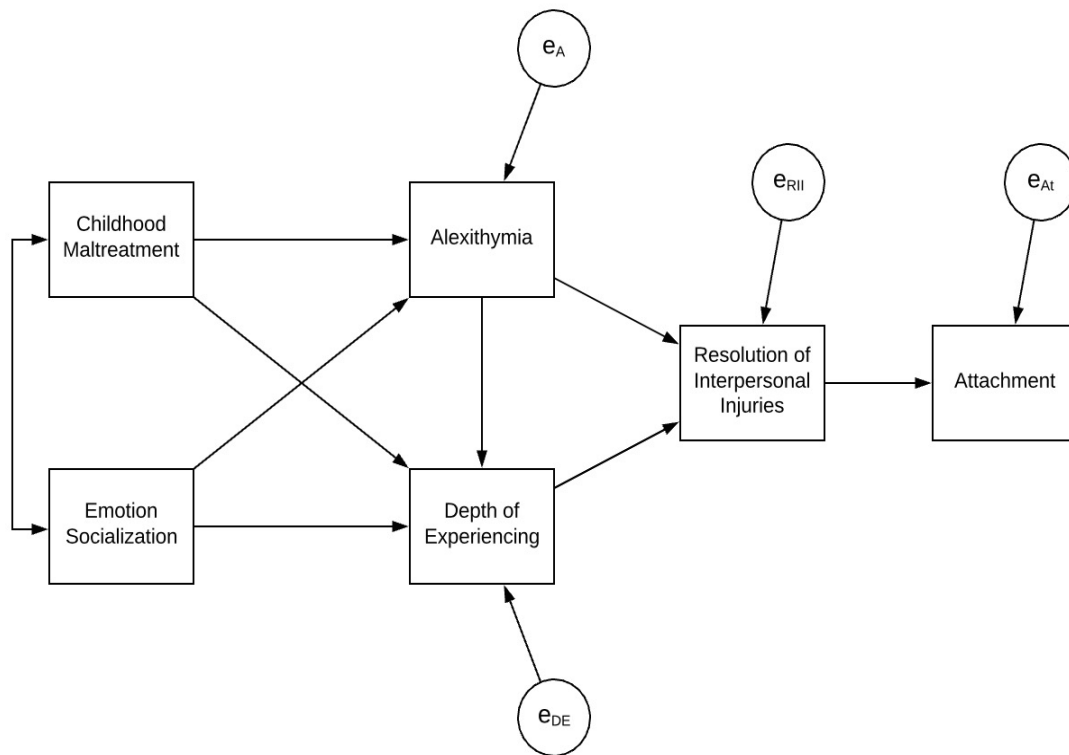 eA
eRII
eAt
Childhood
Maltreatment
Alexithymia
Resolution of
Interpersonal
Injuries
Attachment
Emotion
Socialization
Depth of
Experiencing
eDE